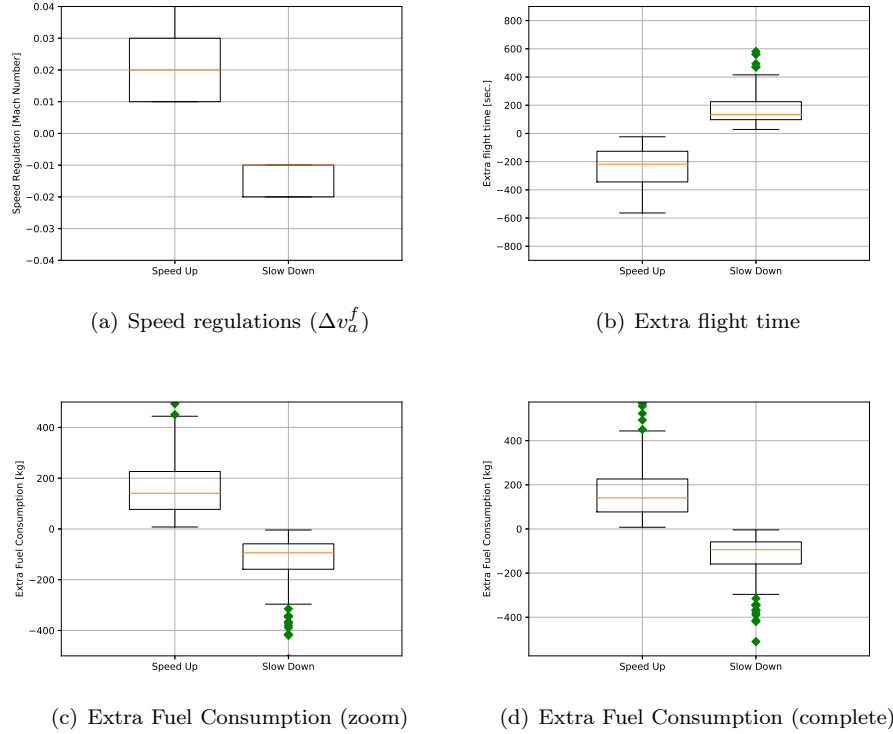 0.04
0.03
0.02
0.01
0.00
−0.01
−0.02
−0.03
−0.04
Speed Regulation [Mach Number]
Speed Up
Slow Down
(a) Speed regulations (Δv_a^f)
800
600
400
200
0
−200
−400
−600
−800
Extra flight time [sec.]
Speed Up
Slow Down
(b) Extra flight time
400
200
0
−200
−400
Extra Fuel Consumption [kg]
Speed Up
Slow Down
(c) Extra Fuel Consumption (zoom)
400
200
0
−200
−400
Extra Fuel Consumption [kg]
Speed Up
Slow Down
(d) Extra Fuel Consumption (complete)